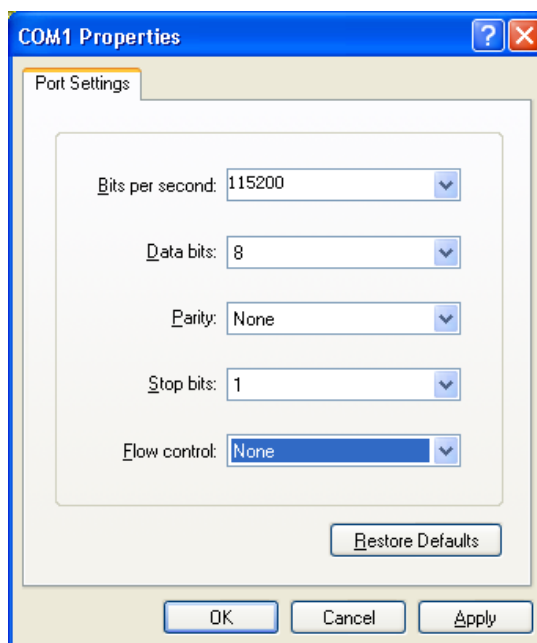 COM1 Properties
Port Settings
Bits per second: 115200
Data bits: 8
Parity: None
Stop bits: 1
Flow control: None
Restore Defaults
OK Cancel Apply